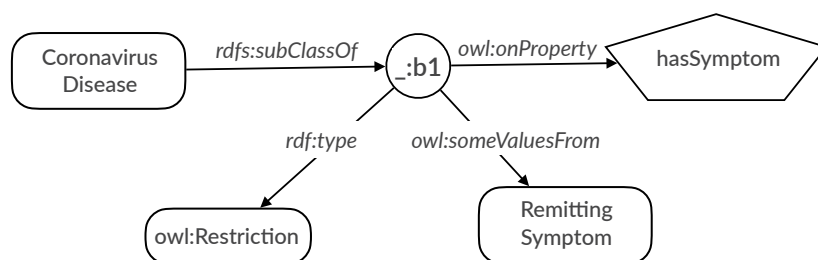 Coronavirus
Disease
rdfs:subClassOf
_:b1
owl:onProperty
hasSymptom
rdf:type
owl:someValuesFrom
owl:Restriction
Remitting
Symptom